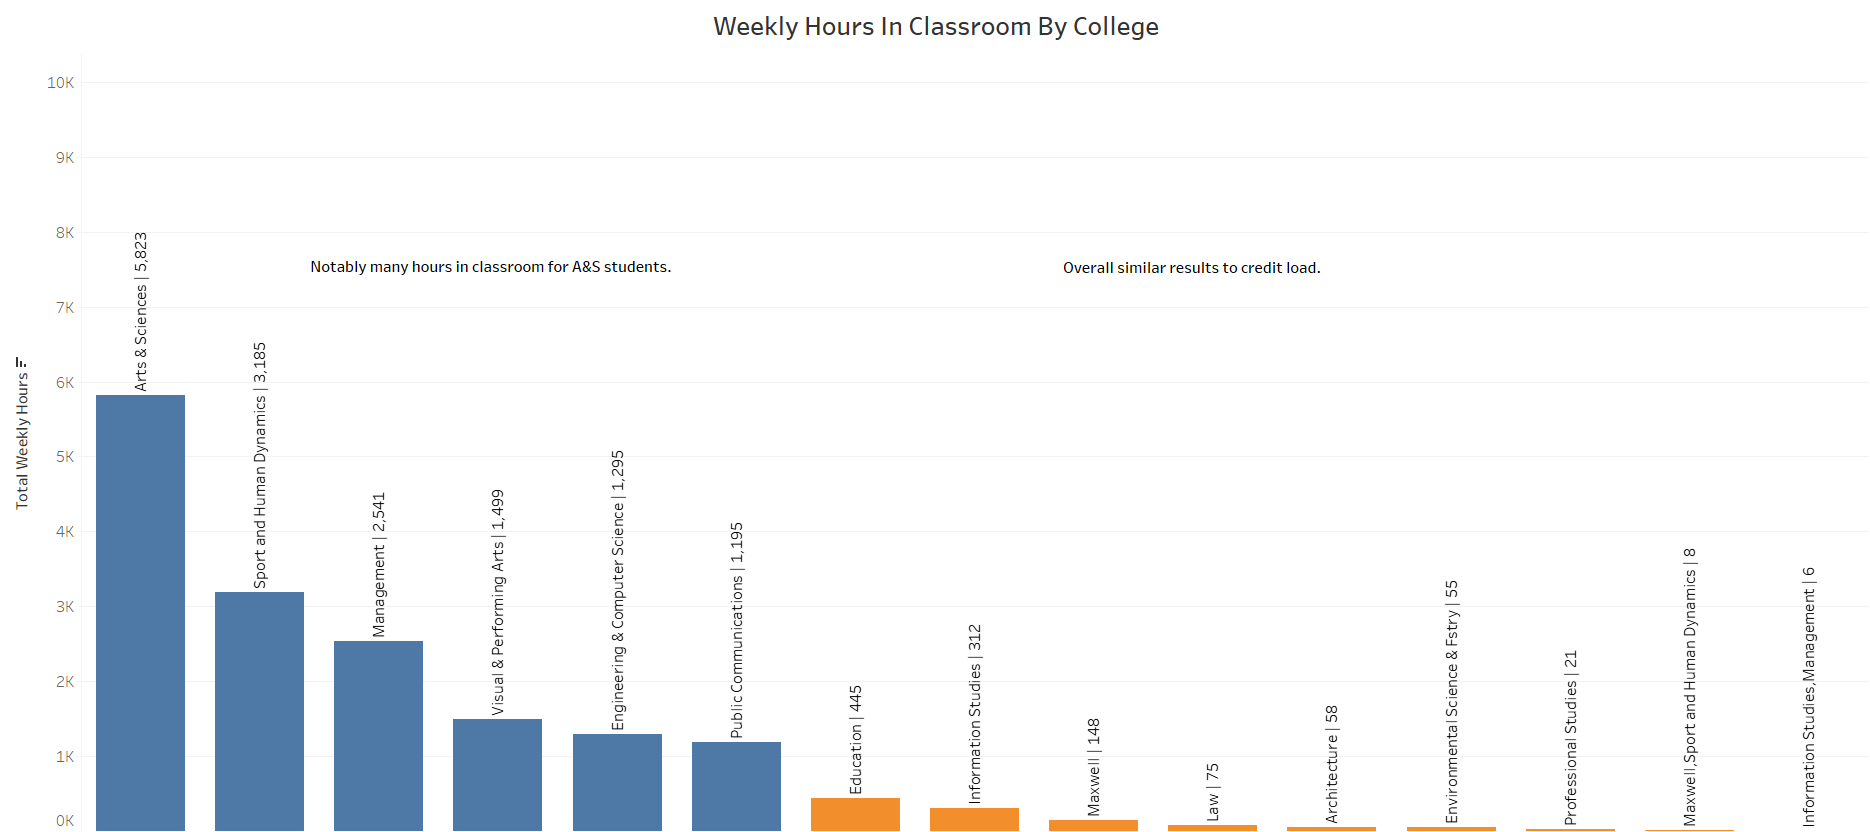 Weekly Hours In Classroom By College
10K
9K
8K
7K
6K
5K
4K
3K
2K
1K
0K
Total Weekly Hours
Notably many hours in classroom for A&S students.
Overall similar results to credit load.
Arts & Sciences | 5,823
Sport and Human Dynamics | 3,185
Management | 2,541
Visual & Performing Arts | 1,499
Engineering & Computer Science | 1,295
Public Communications | 1,195
Education | 445
Information Studies | 312
Maxwell | 148
Law | 75
Architecture | 58
Environmental Science & Fstry | 55
Professional Studies | 21
Maxwell,Sport and Human Dynamics | 8
Information Studies,Management | 6